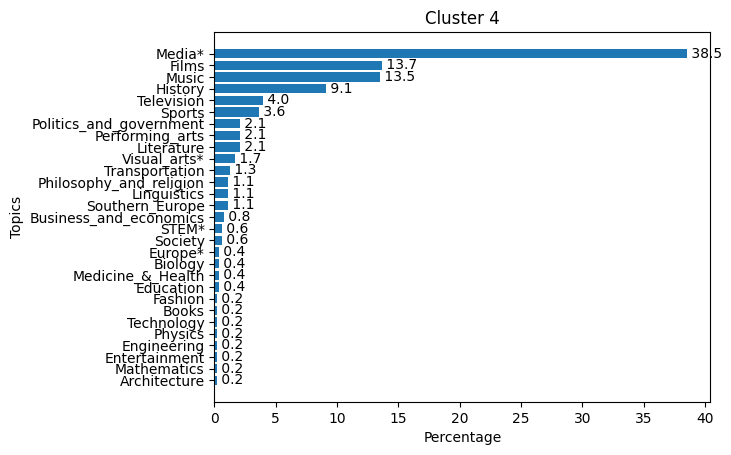 Cluster 4
Topics
Media* 38.5
Films 13.7
Music 13.5
History 9.1
Television 4.0
Sports 3.6
Politics_and_government 2.1
Performing_arts 2.1
Literature 2.1
Visual_arts* 1.7
Transportation 1.3
Philosophy_and_religion 1.1
Linguistics 1.1
Southern_Europe 1.1
Business_and_economics 0.8
STEM* 0.6
Society 0.6
Europe* 0.4
Biology 0.4
Medicine_&_Health 0.4
Education 0.4
Fashion 0.2
Books 0.2
Technology 0.2
Physics 0.2
Engineering 0.2
Entertainment 0.2
Mathematics 0.2
Architecture 0.2
0 5 10 15 20 25 30 35 40
Percentage